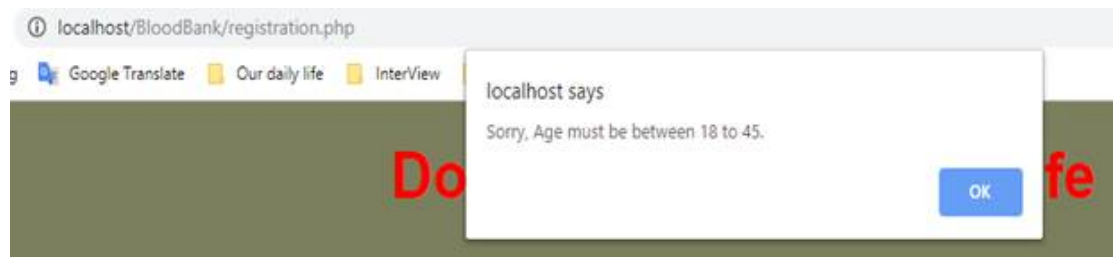 localhost/BloodBank/registration.php
g Google Translate Our daily life InterView
localhost says
Sorry, Age must be between 18 to 45.
OK
Do fe